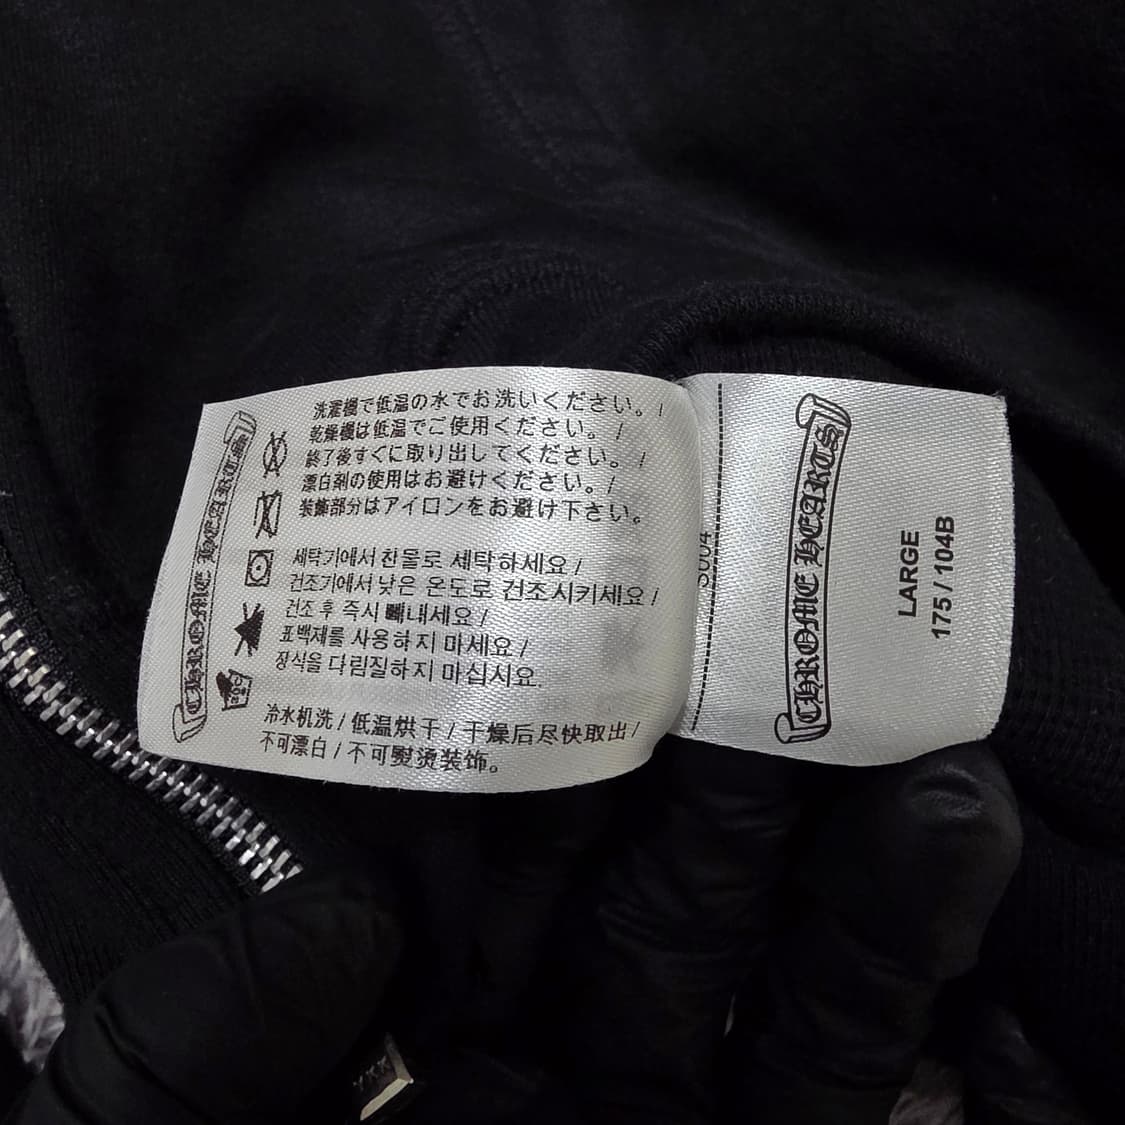 洗濯機で低温の水でお洗いください。/
乾燥機は低温でご使用ください。/
終了後すぐに取り出してください。/
漂白剤の使用はお避けください。/
装飾部分はアイロンをお避け下さい。
세탁기에서 찬물로 세탁하세요 /
건조기에서 낮은 온도로 건조시키세요 /
건조 후 즉시 빼내세요 /
표백제를 사용하지 마세요 /
장식을 다림질하지 마십시오.
冷水机洗 / 低温烘干 / 干燥后尽快取出 /
不可漂白 / 不可熨烫装饰。
CHROME HEARTS
CHROME HEARTS
LARGE
175 / 104B
YKK